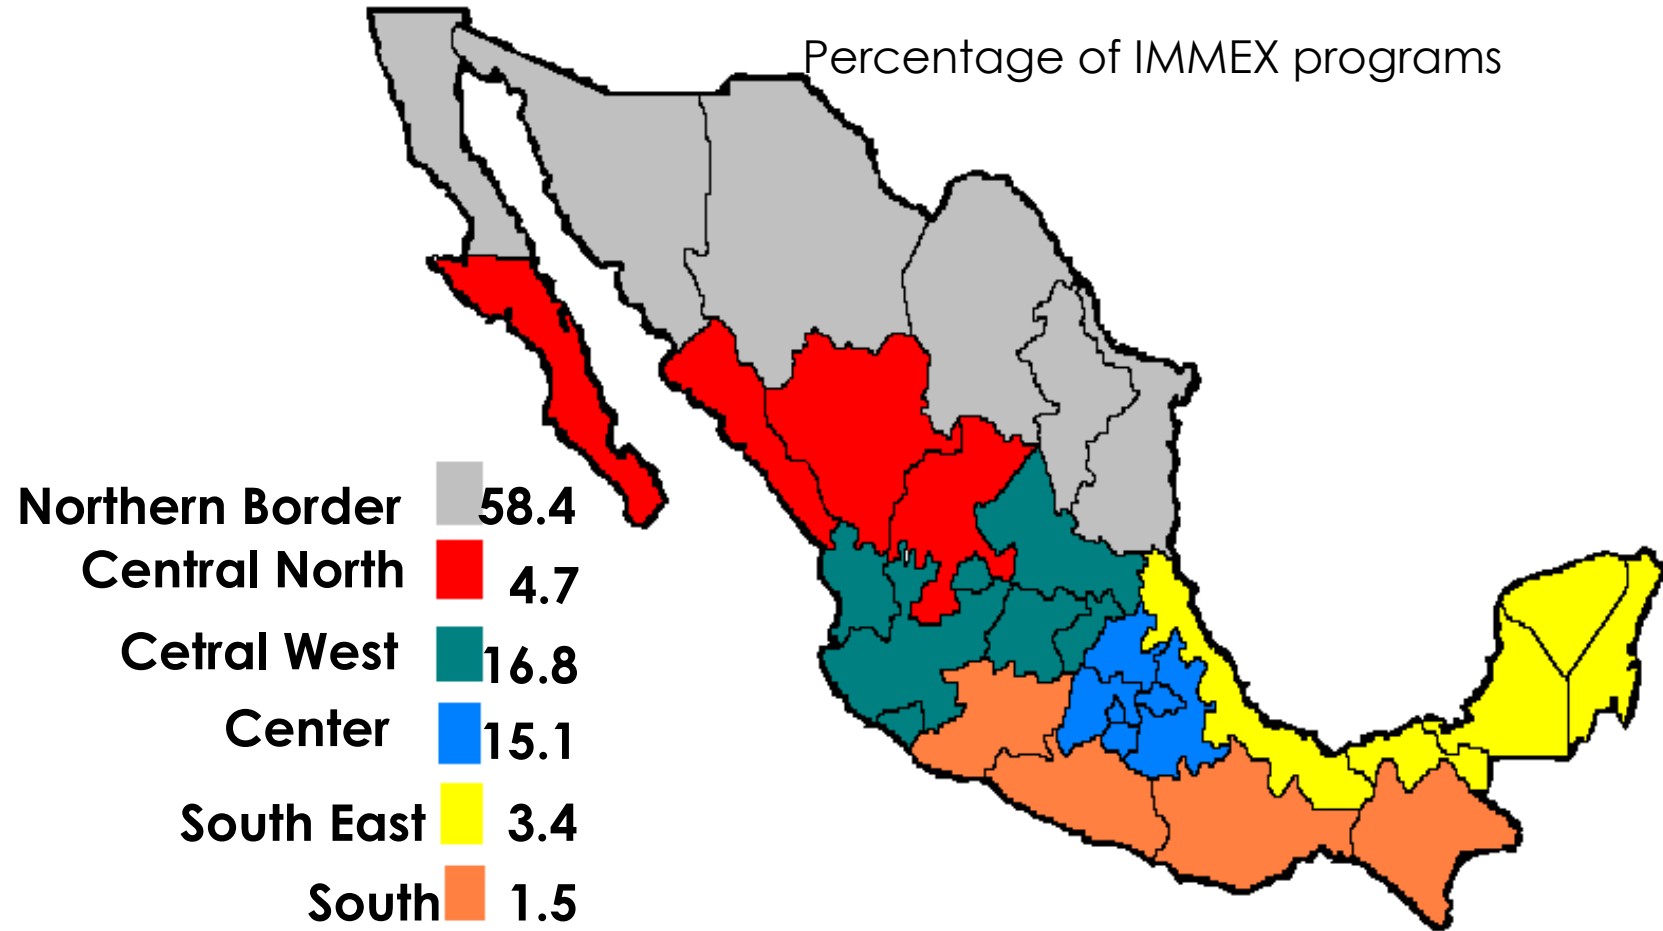 Percentage of IMMEX programs
Northern Border 58.4
Central North 4.7
Cetral West 16.8
Center 15.1
South East 3.4
South 1.5